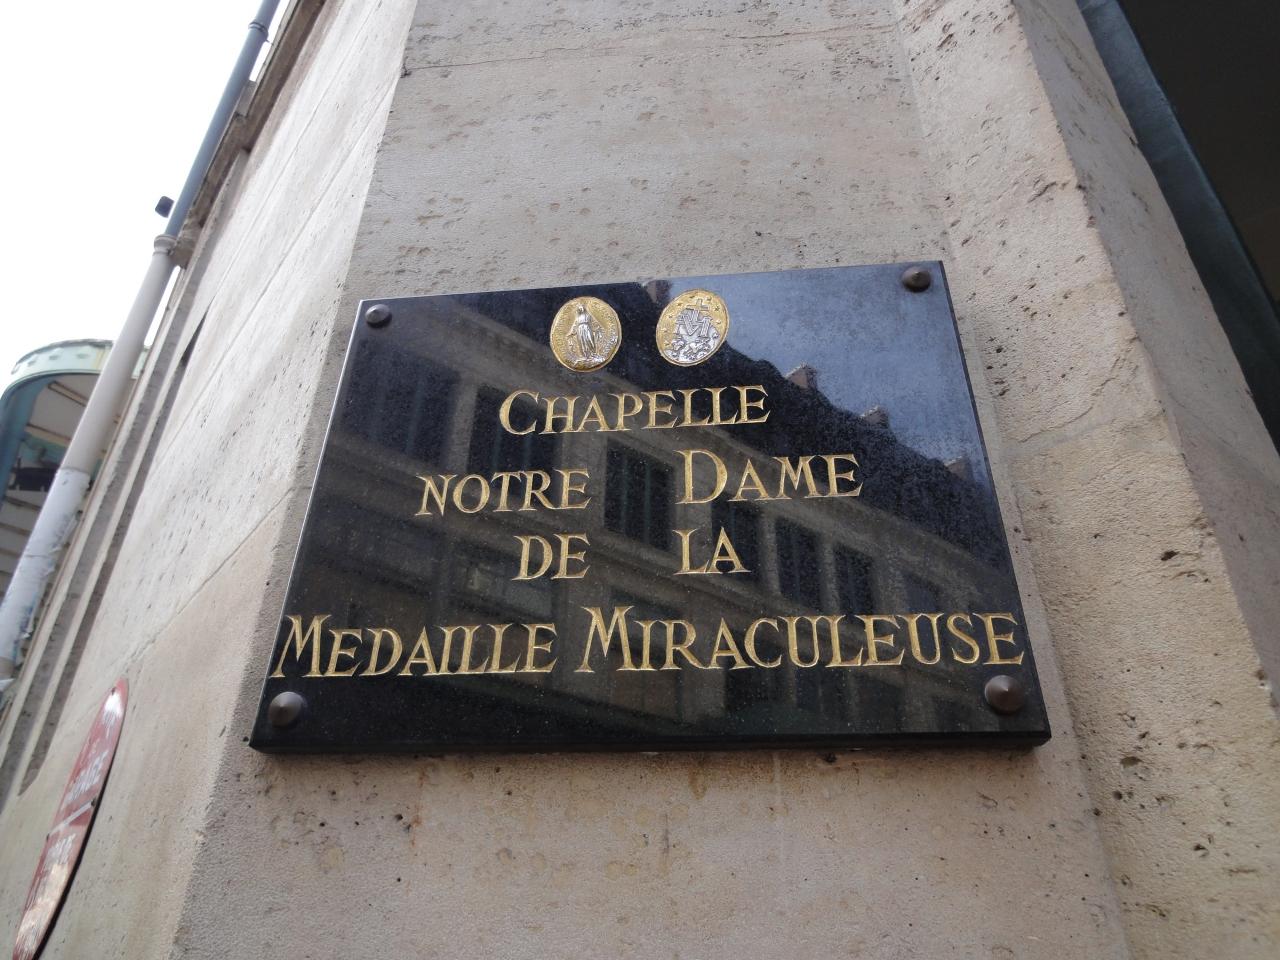 CHAPELLE
NOTRE DAME
DE LA
MEDAILLE MIRACULEUSE